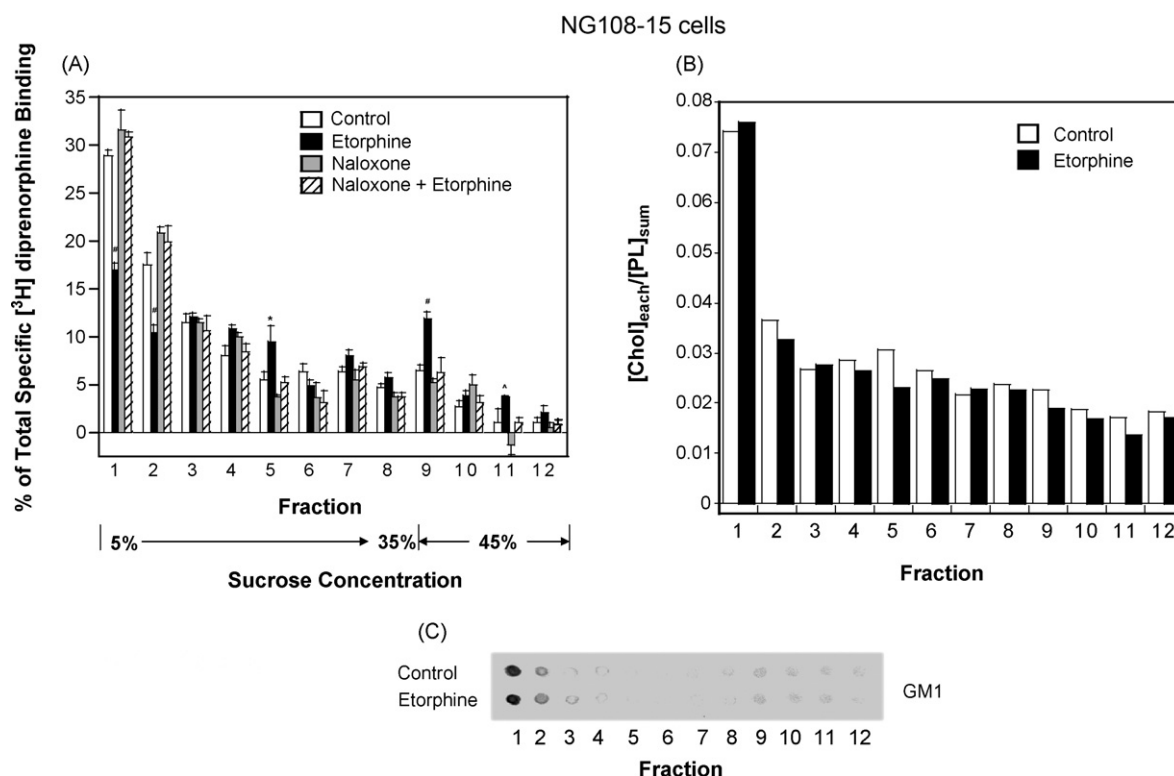 NG108-15 cells
(A)
% of Total Specific [³H] diprenorphine Binding
35
30
25
20
15
10
5
0
Control
Etorphine
Naloxone
Naloxone + Etorphine
#
#
*
#
^
1 2 3 4 5 6 7 8 9 10 11 12
Fraction
5% 35% 45%
Sucrose Concentration
(B)
[Chol]each/[PL]sum
0.08
0.07
0.06
0.05
0.04
0.03
0.02
0.01
0
Control
Etorphine
1 2 3 4 5 6 7 8 9 10 11 12
Fraction
(C)
Control
Etorphine
GM1
1 2 3 4 5 6 7 8 9 10 11 12
Fraction